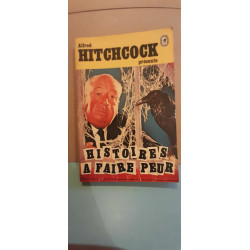 Alfred
HITCHCOCK
présente
HISTOIRES
A FAIRE PEUR